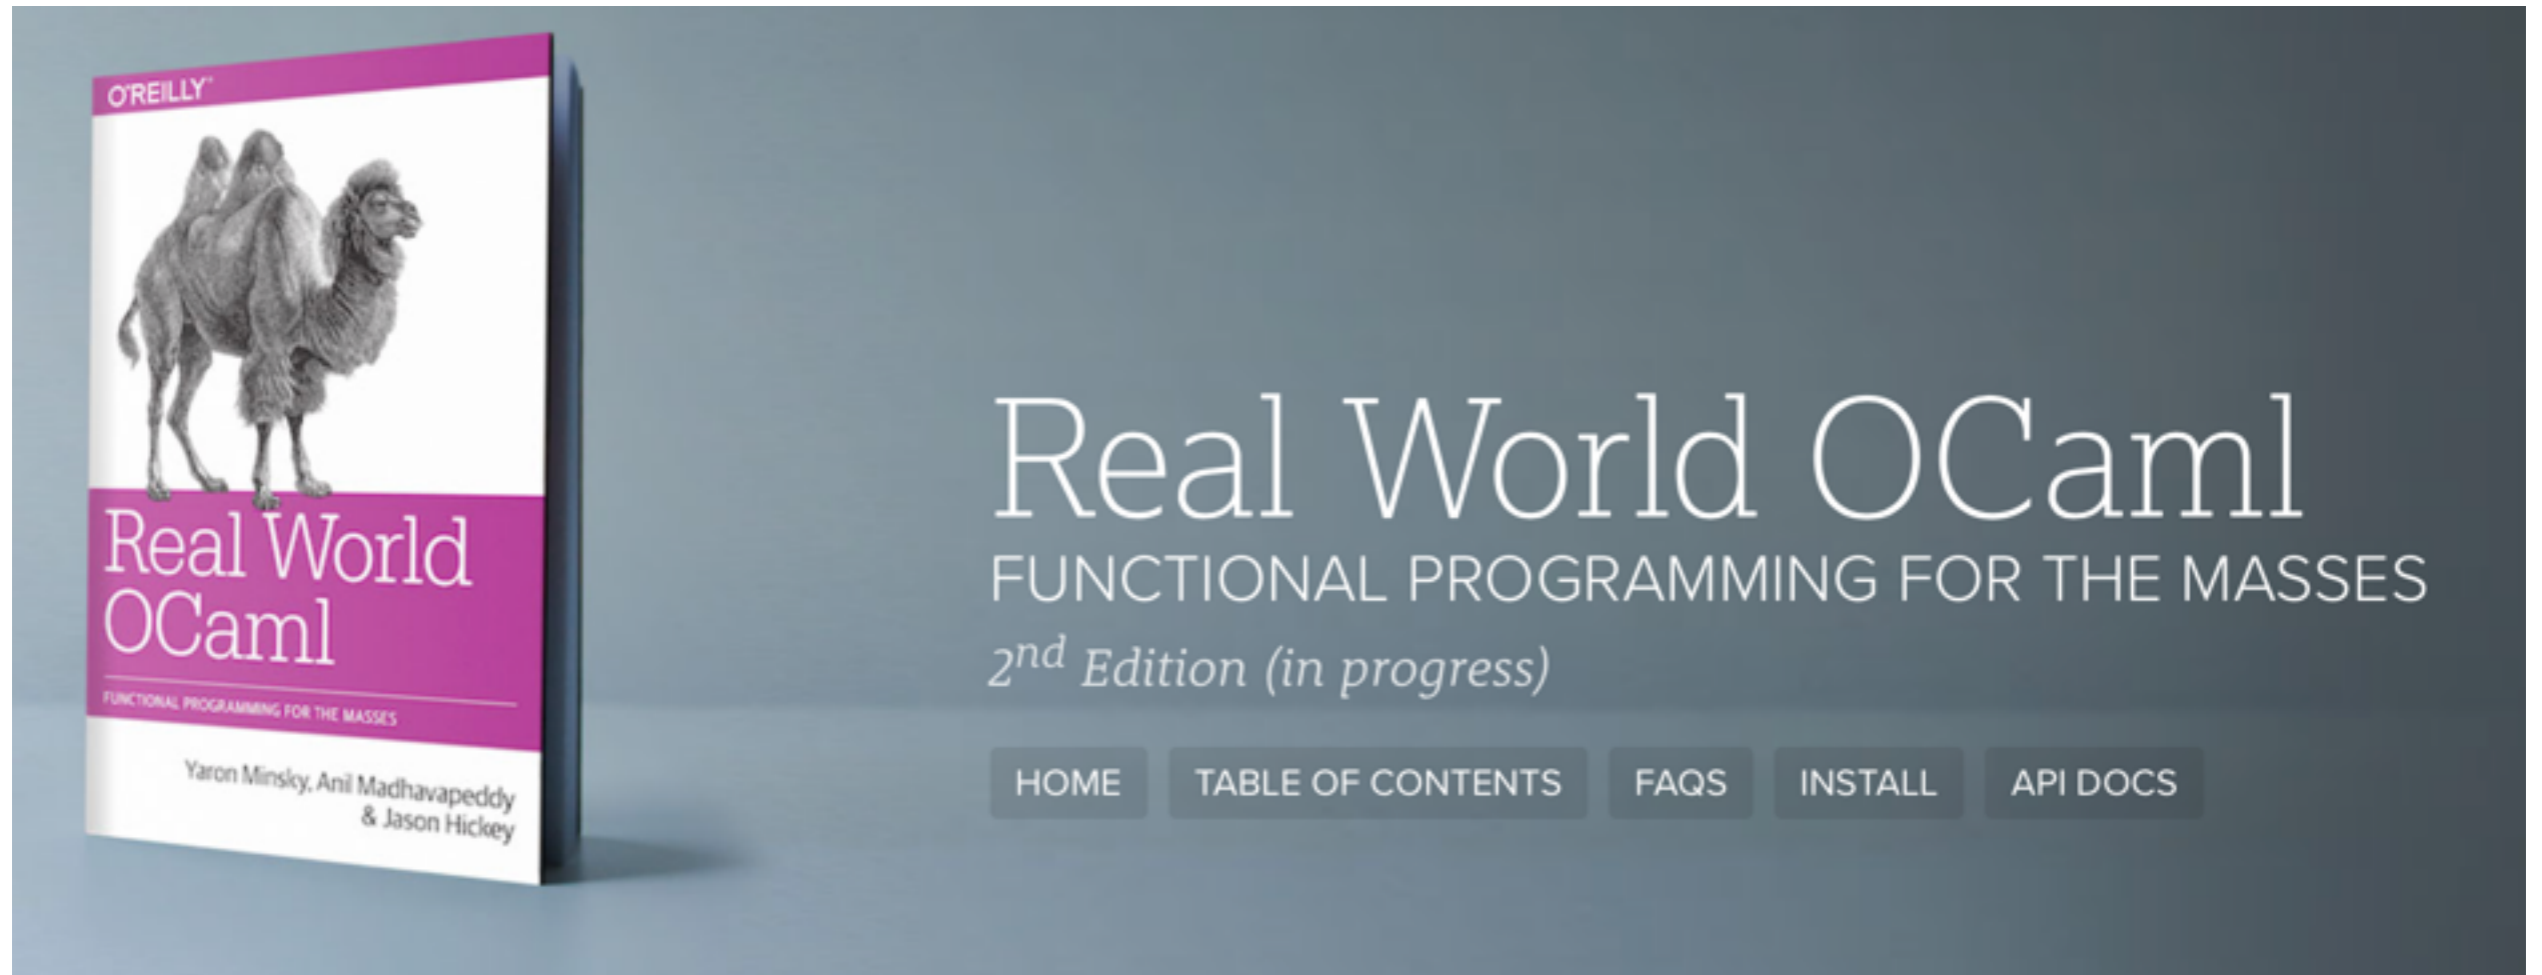 O'REILLY®
Real World
OCaml
FUNCTIONAL PROGRAMMING FOR THE MASSES
Yaron Minsky, Anil Madhavapeddy
& Jason Hickey
Real World OCaml
FUNCTIONAL PROGRAMMING FOR THE MASSES
2nd Edition (in progress)
HOME TABLE OF CONTENTS FAQS INSTALL API DOCS